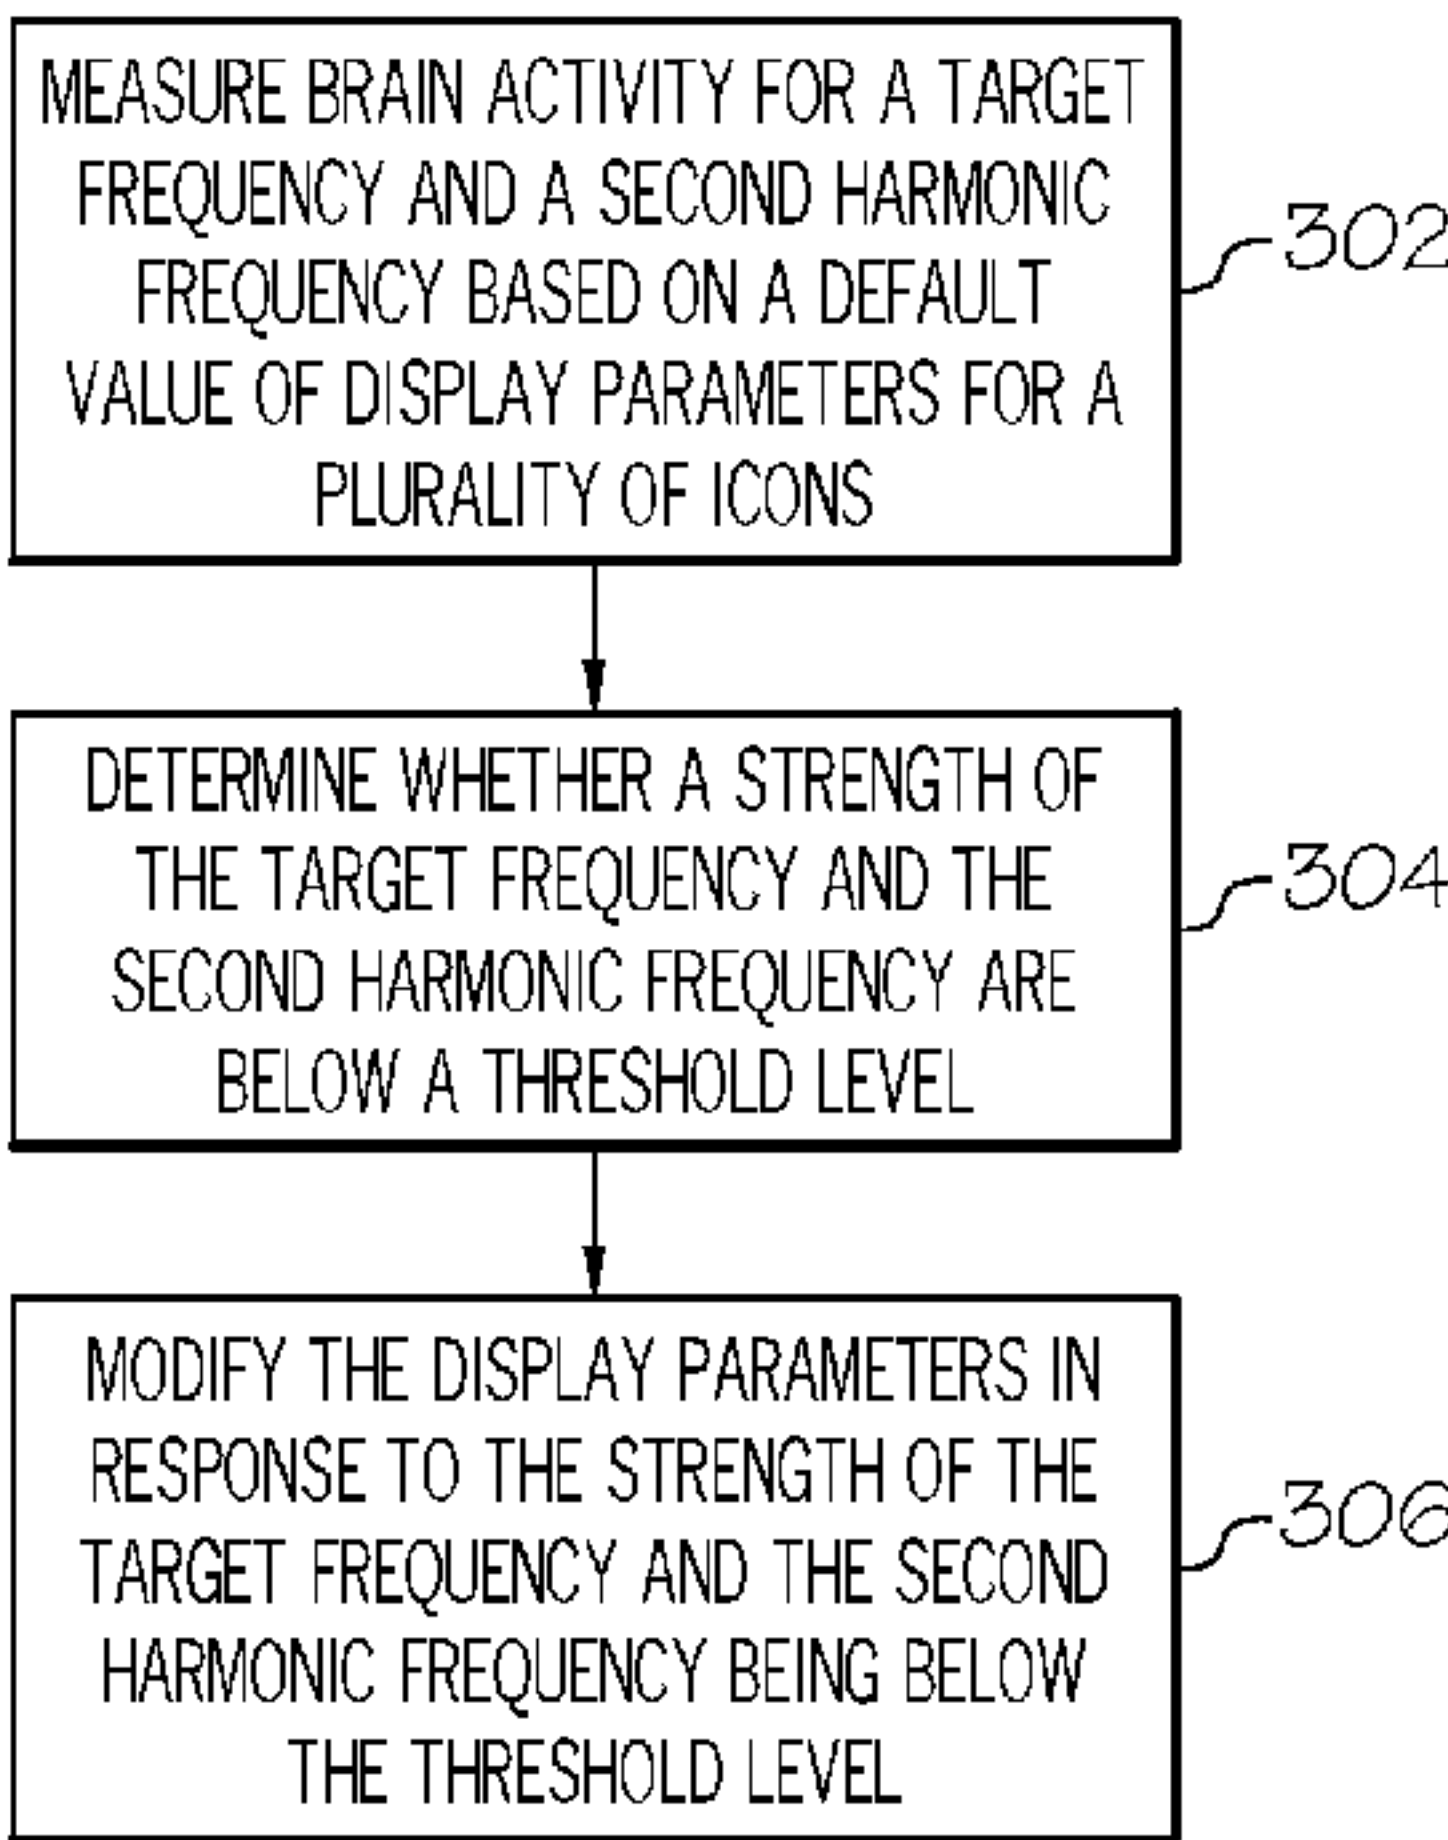 MEASURE BRAIN ACTIVITY FOR A TARGET
FREQUENCY AND A SECOND HARMONIC
FREQUENCY BASED ON A DEFAULT
VALUE OF DISPLAY PARAMETERS FOR A
PLURALITY OF ICONS
302
DETERMINE WHETHER A STRENGTH OF
THE TARGET FREQUENCY AND THE
SECOND HARMONIC FREQUENCY ARE
BELOW A THRESHOLD LEVEL
304
MODIFY THE DISPLAY PARAMETERS IN
RESPONSE TO THE STRENGTH OF THE
TARGET FREQUENCY AND THE SECOND
HARMONIC FREQUENCY BEING BELOW
THE THRESHOLD LEVEL
306